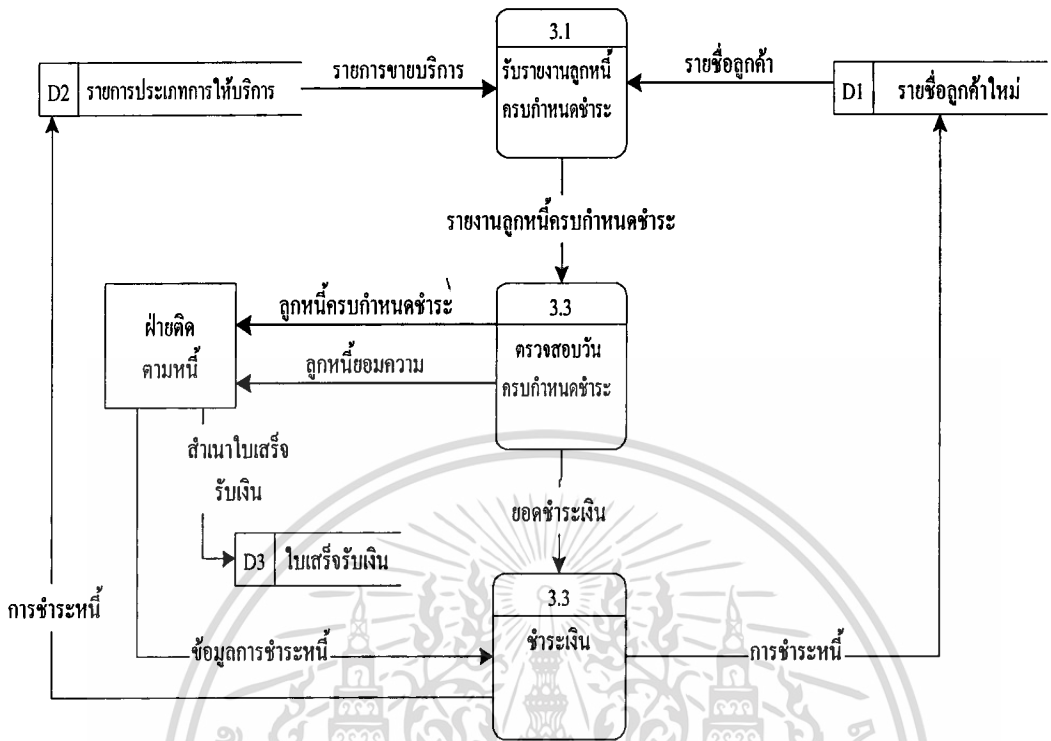 3.1
รับรายงานลูกหนี้
ครบกำหนดชำระ
รายการขายบริการ
รายชื่อลูกค้า
D2 รายการประเภทการให้บริการ
D1 รายชื่อลูกค้าใหม่
รายงานลูกหนี้ครบกำหนดชำระ
ฝ่ายติด
ตามหนี้
ลูกหนี้ครบกำหนดชำระ
ลูกหนี้ยอมความ
3.3
ตรวจสอบวัน
ครบกำหนดชำระ
สำเนาใบเสร็จ
รับเงิน
ยอดชำระเงิน
D3 ใบเสร็จรับเงิน
การชำระหนี้
ข้อมูลการชำระหนี้
3.3
ชำระเงิน
การชำระหนี้